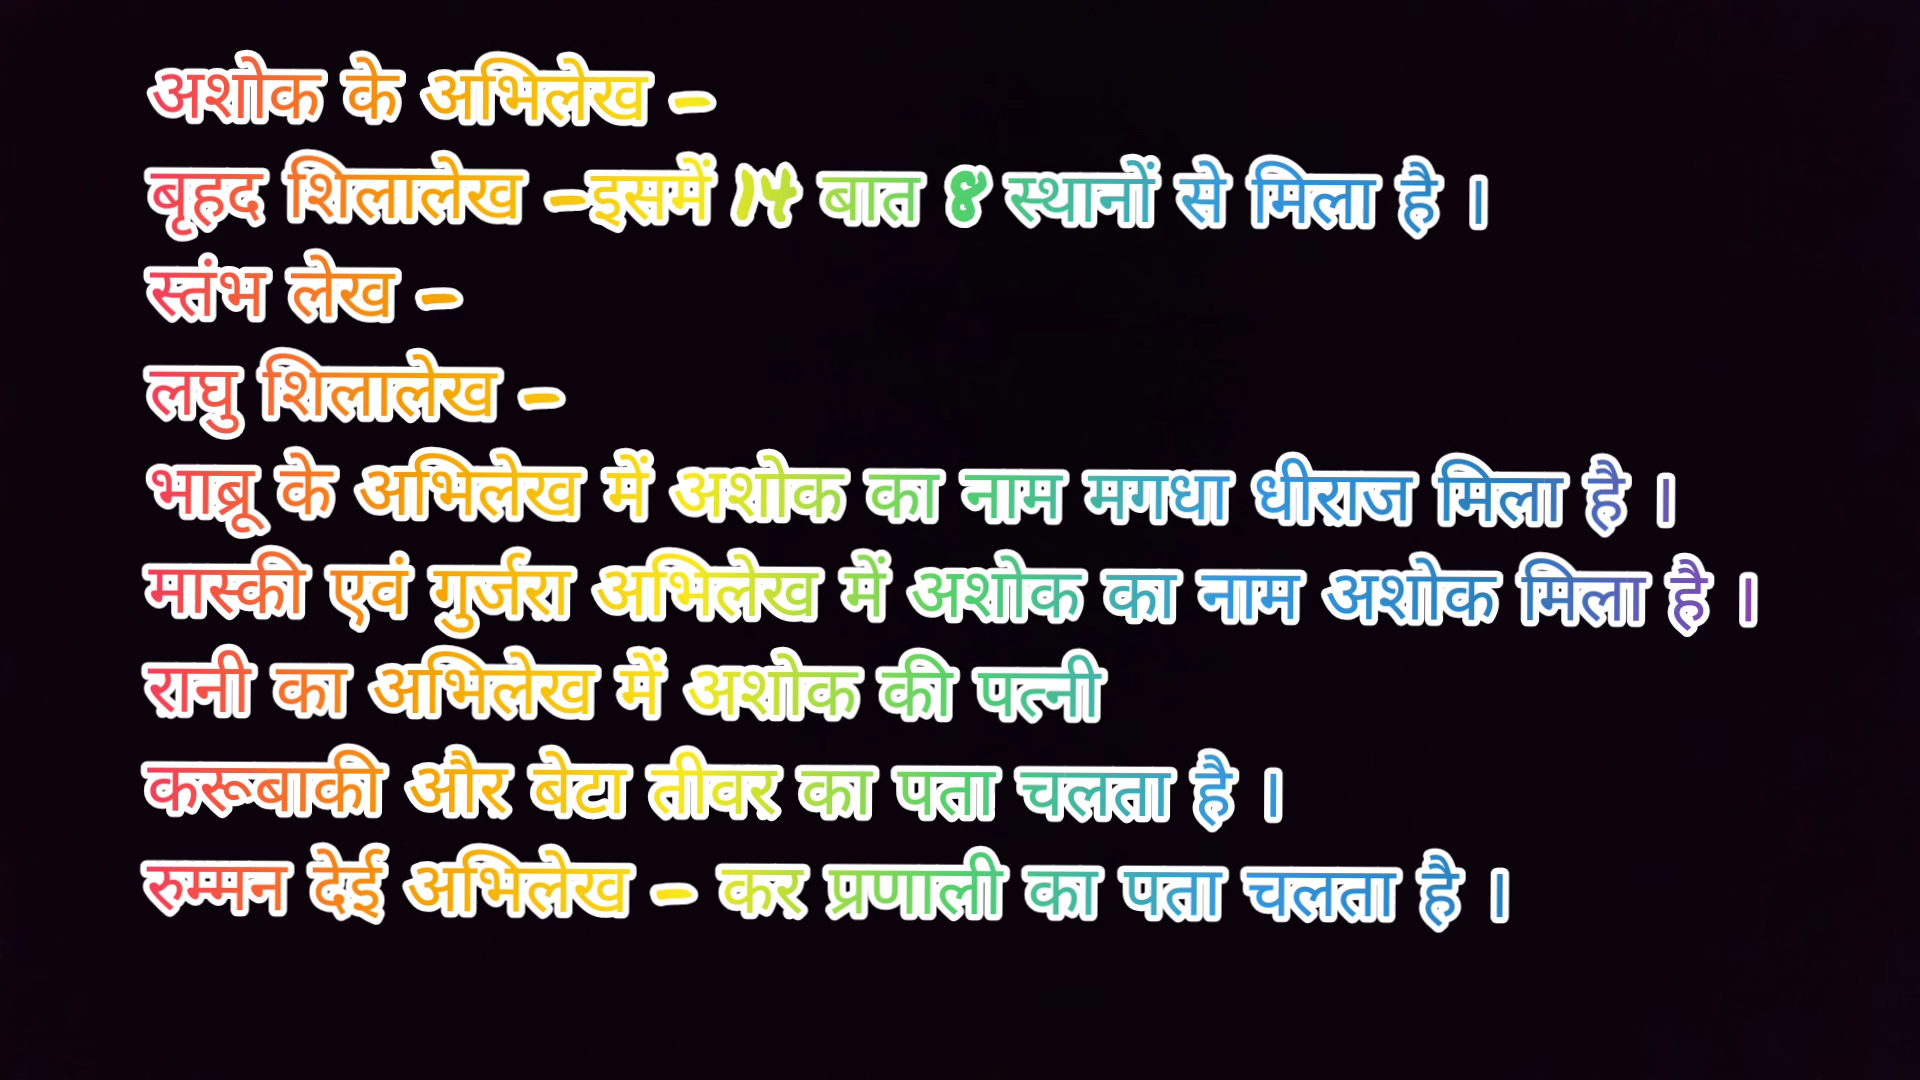 अशोक के अभिलेख -
बृहद शिलालेख -इसमें 14 बात 8 स्थानों से मिला है ।
स्तंभ लेख -
लघु शिलालेख -
भाब्रू के अभिलेख में अशोक का नाम मगधा धीराज मिला है ।
मास्की एवं गुर्जरा अभिलेख में अशोक का नाम अशोक मिला है ।
रानी का अभिलेख में अशोक की पत्नी
करूबाकी और बेटा तीवर का पता चलता है ।
रुम्मन देई अभिलेख - कर प्रणाली का पता चलता है ।